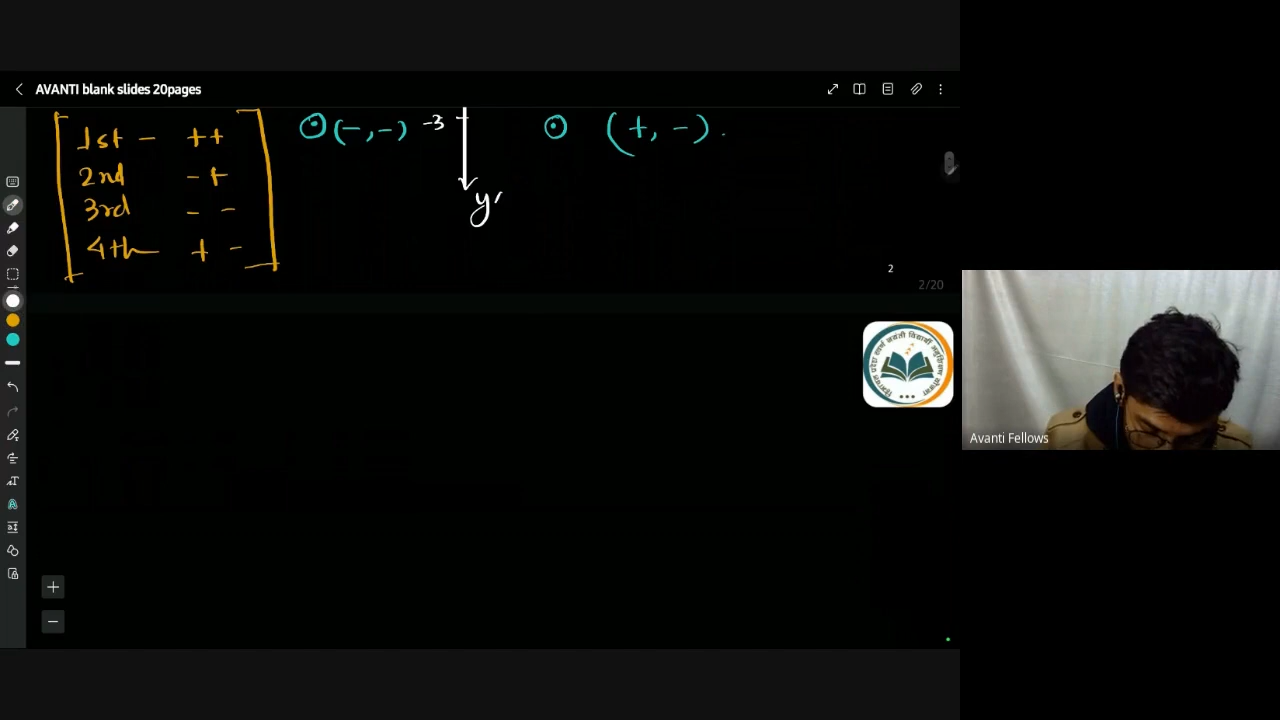 AVANTI blank slides 20pages
1st - ++
2nd - +
3rd - -
4th + -
(-,-) -3
(+, -).
y'
2
2/20
Avanti Fellows